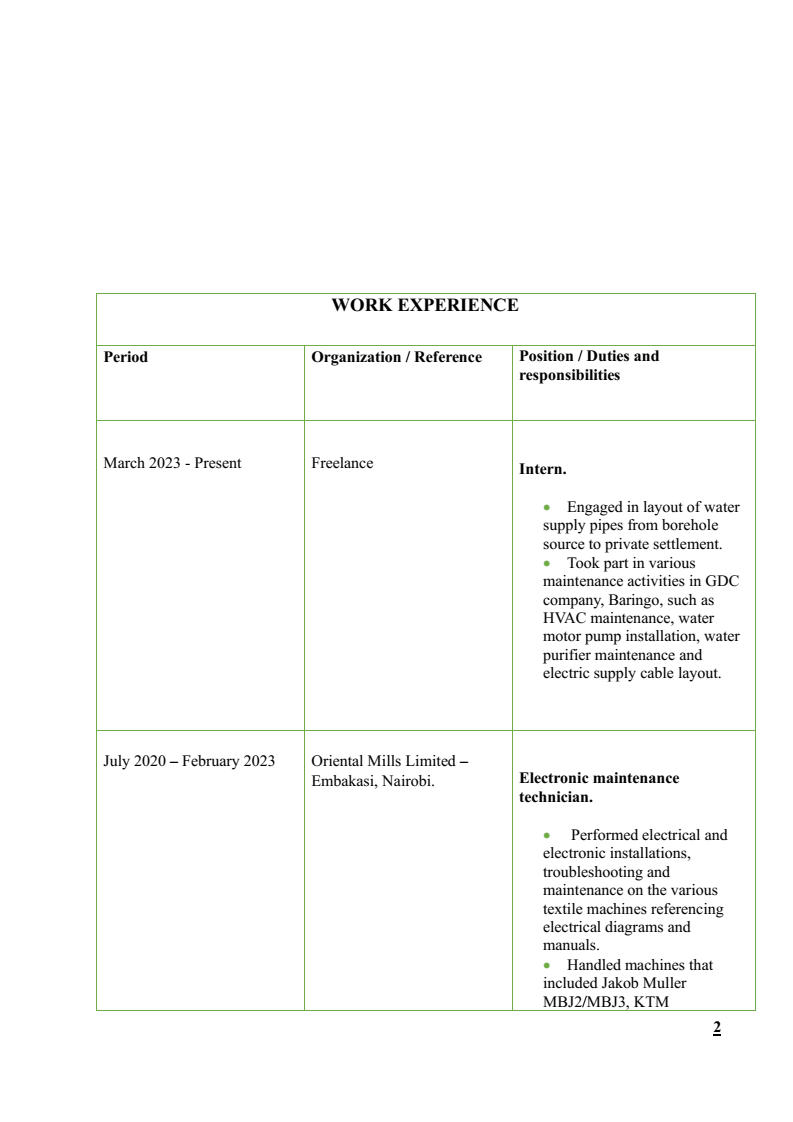 WORK EXPERIENCE
Period
Organization / Reference
Position / Duties and
responsibilities
March 2023 - Present
Freelance
Intern.
• Engaged in layout of water
supply pipes from borehole
source to private settlement.
• Took part in various
maintenance activities in GDC
company, Baringo, such as
HVAC maintenance, water
motor pump installation, water
purifier maintenance and
electric supply cable layout.
July 2020 – February 2023
Oriental Mills Limited –
Embakasi, Nairobi.
Electronic maintenance
technician.
• Performed electrical and
electronic installations,
troubleshooting and
maintenance on the various
textile machines referencing
electrical diagrams and
manuals.
• Handled machines that
included Jakob Muller
MBJ2/MBJ3, KTM
2